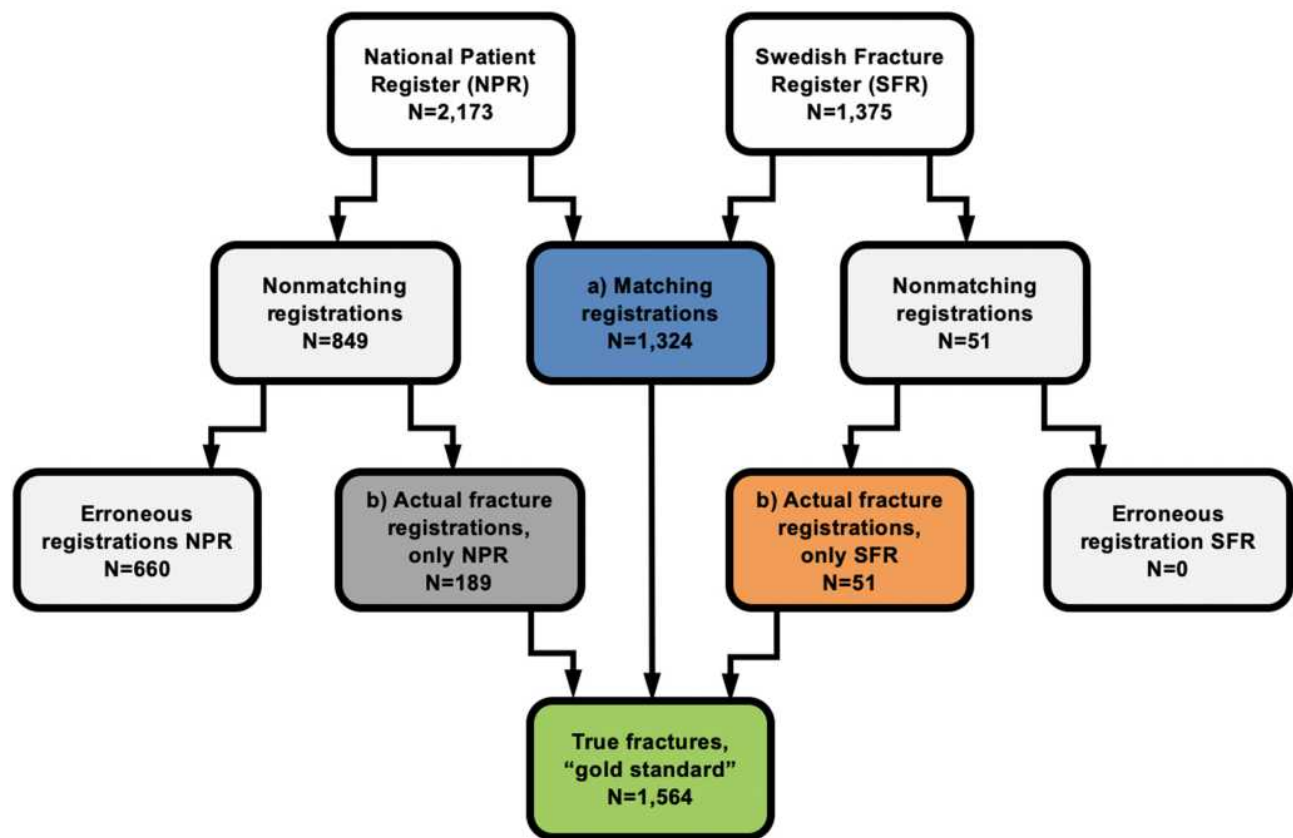 National Patient
Register (NPR)
N=2,173
Swedish Fracture
Register (SFR)
N=1,375
Nonmatching
registrations
N=849
a) Matching
registrations
N=1,324
Nonmatching
registrations
N=51
Erroneous
registrations NPR
N=660
b) Actual fracture
registrations,
only NPR
N=189
b) Actual fracture
registrations,
only SFR
N=51
Erroneous
registration SFR
N=0
True fractures,
“gold standard”
N=1,564